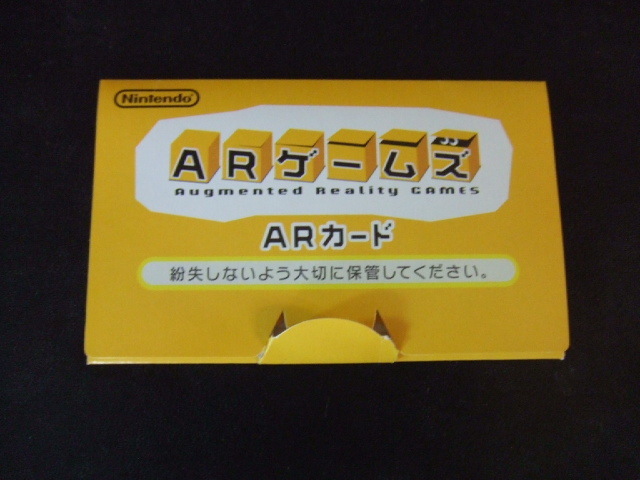 Nintendo
ARゲームズ
Augmented Reality GAMES
ARカード
紛失しないよう大切に保管してください。